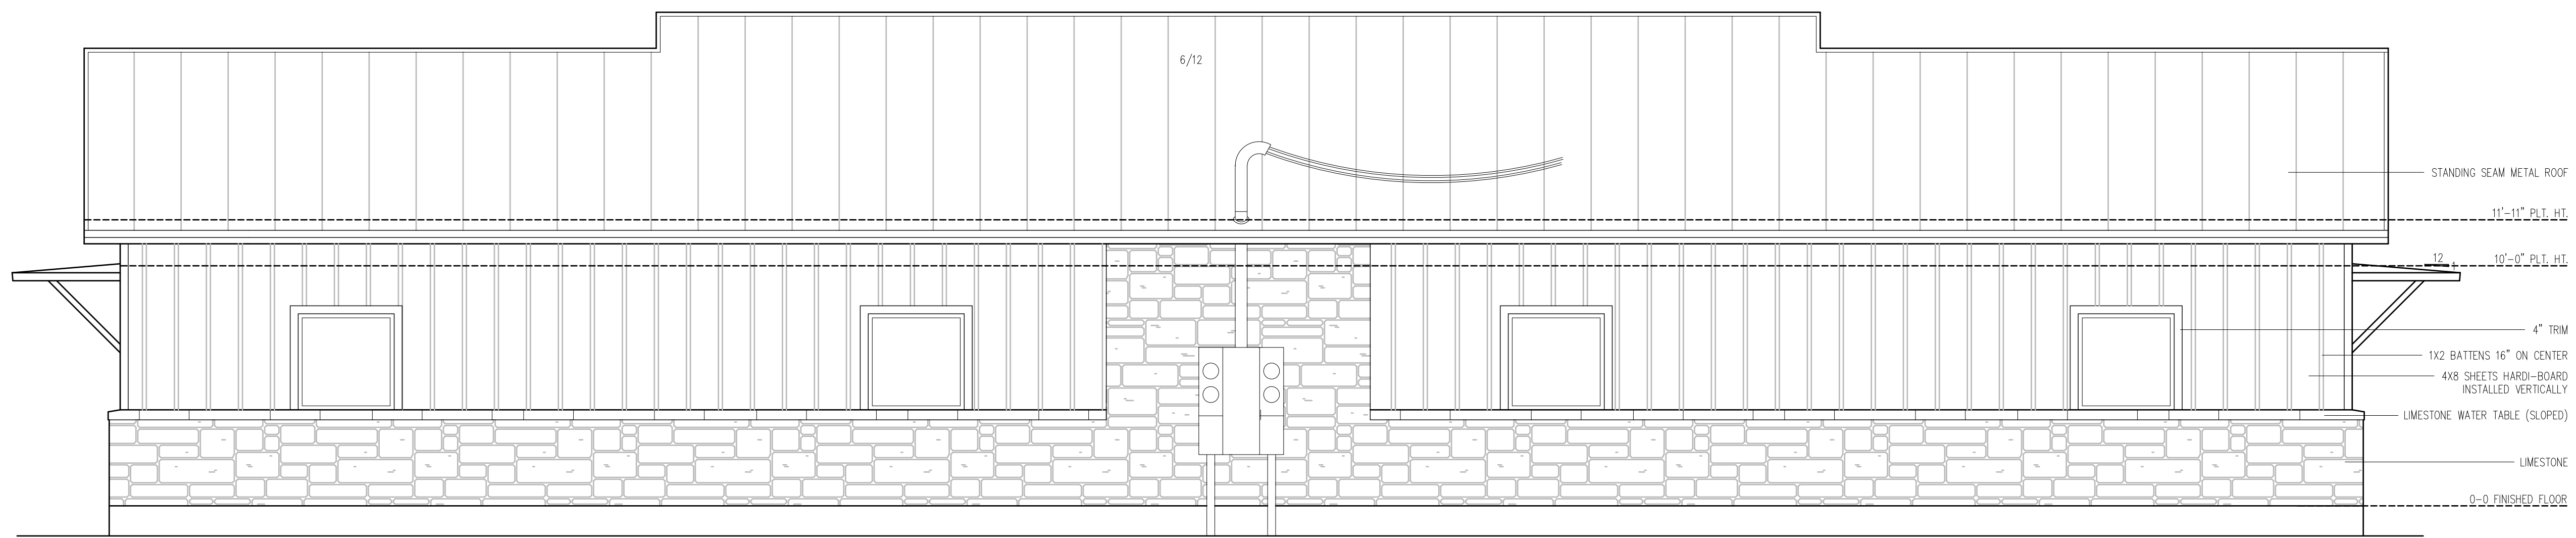 6/12
STANDING SEAM METAL ROOF
11'-11" PLT. HT.
12
1
10'-0" PLT. HT.
4" TRIM
1X2 BATTENS 16" ON CENTER
4X8 SHEETS HARDI-BOARD
INSTALLED VERTICALLY
LIMESTONE WATER TABLE (SLOPED)
LIMESTONE
0-0 FINISHED FLOOR